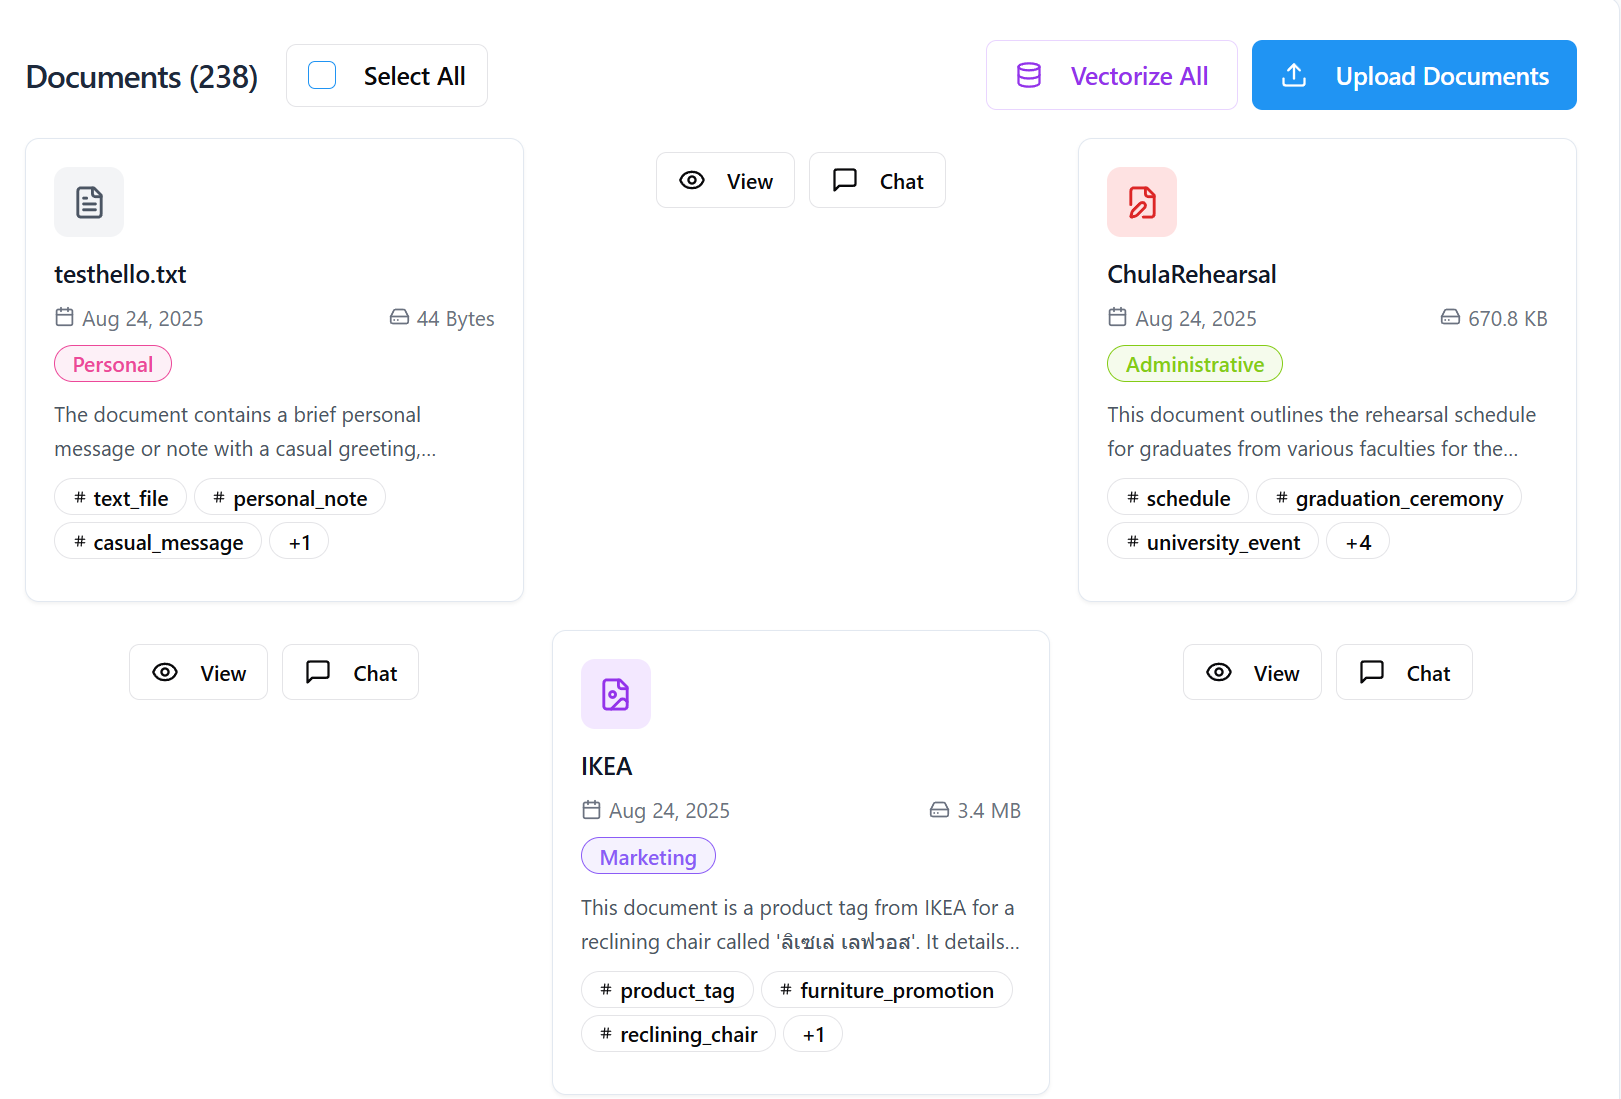 Documents (238)
Select All
Vectorize All
Upload Documents
testhello.txt
Aug 24, 2025
44 Bytes
Personal
The document contains a brief personal
message or note with a casual greeting,...
# text_file
# personal_note
# casual_message
+1
View
Chat
ChulaRehearsal
Aug 24, 2025
670.8 KB
Administrative
This document outlines the rehearsal schedule
for graduates from various faculties for the...
# schedule
# graduation_ceremony
# university_event
+4
View
Chat
IKEA
Aug 24, 2025
3.4 MB
Marketing
This document is a product tag from IKEA for a
reclining chair called 'ลิเซเล่ เลฟวอส'. It details...
# product_tag
# furniture_promotion
# reclining_chair
+1
View
Chat